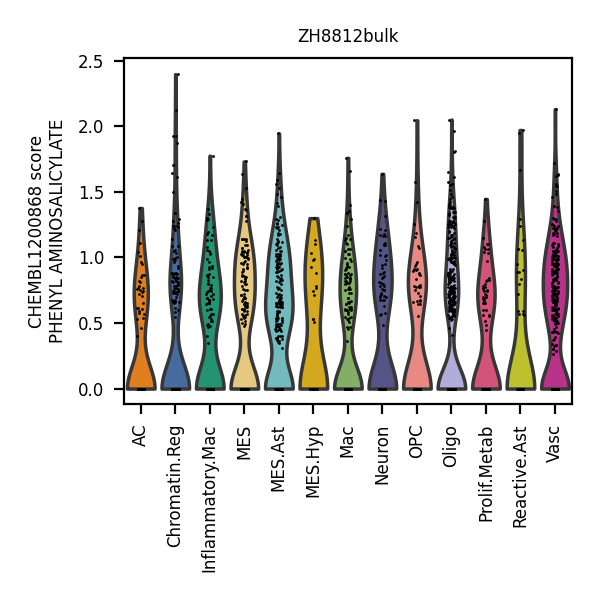 ZH8812bulk
CHEMBL1200868 score
PHENYL AMINOSALICYLATE
2.5
2.0
1.5
1.0
0.5
0.0
AC
Chromatin.Reg
Inflammatory.Mac
MES
MES.Ast
MES.Hyp
Mac
Neuron
OPC
Oligo
Prolif.Metab
Reactive.Ast
Vasc